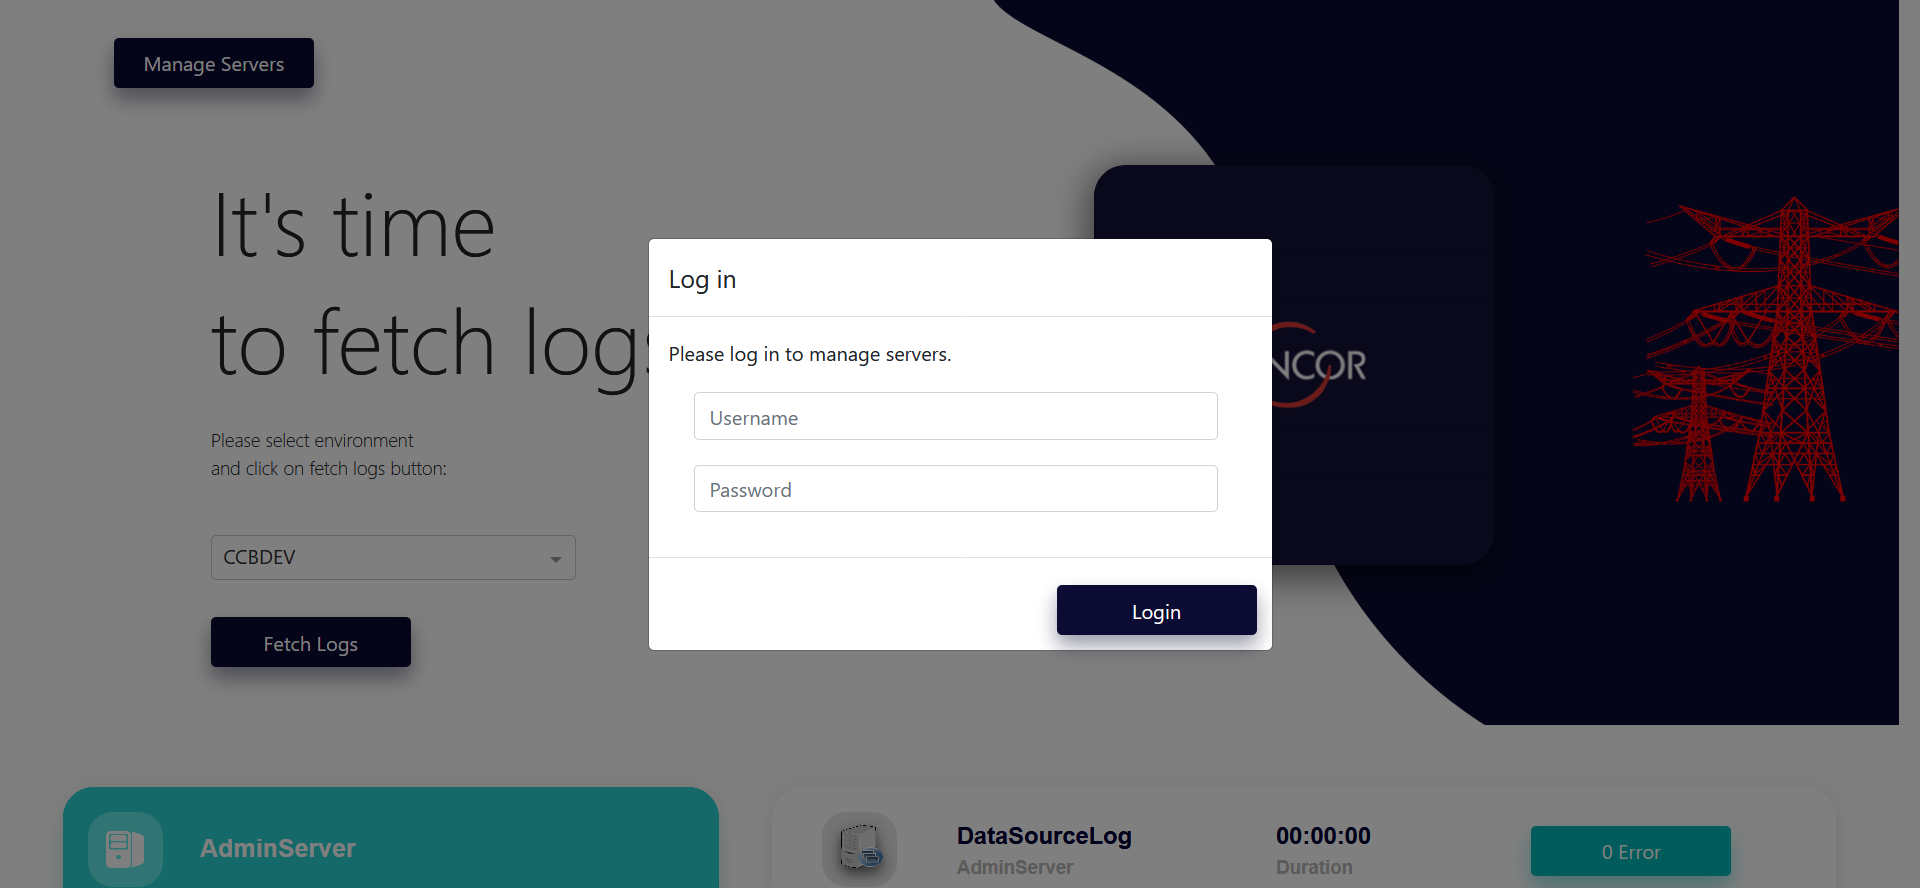 Manage Servers
It's time
to fetch logs
Please select environment
and click on fetch logs button:
CCBDEV
Fetch Logs
Log in
Please log in to manage servers.
Username
Password
Login
NCOR
AdminServer
DataSourceLog
AdminServer
00:00:00
Duration
0 Error